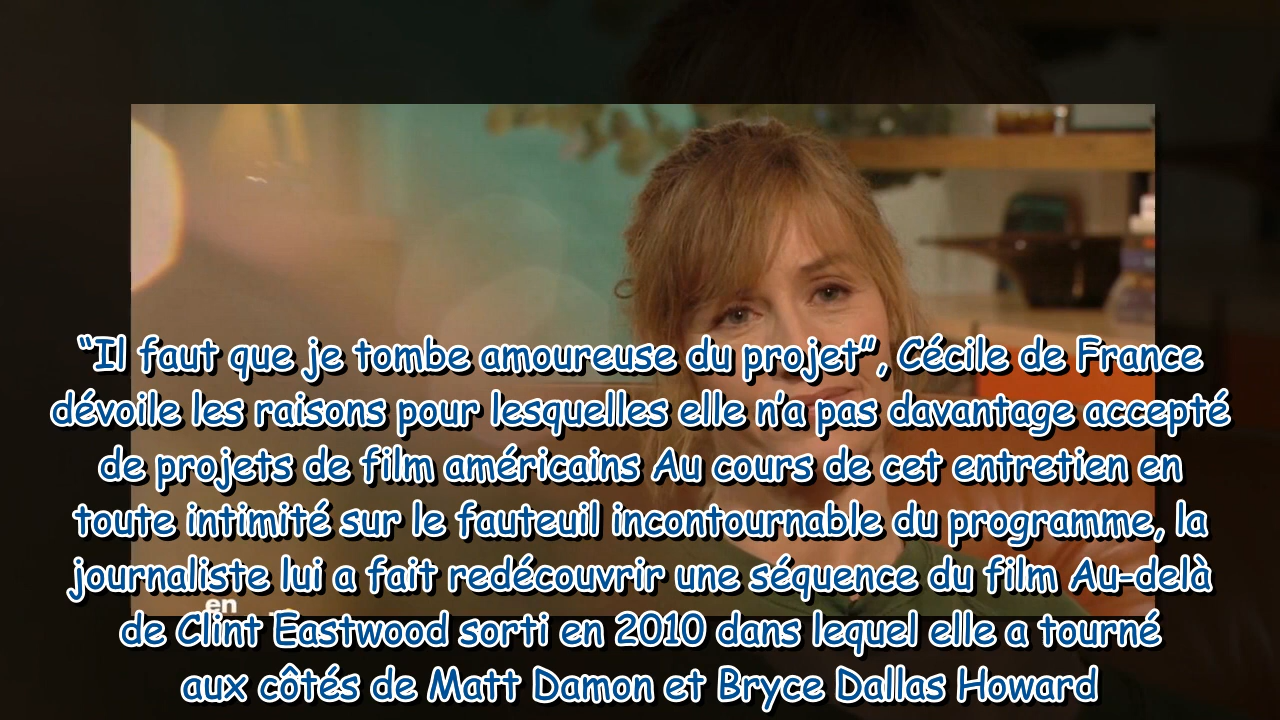 “Il faut que je tombe amoureuse du projet”, Cécile de France
dévoile les raisons pour lesquelles elle n’a pas davantage accepté
de projets de film américains Au cours de cet entretien en
toute intimité sur le fauteuil incontournable du programme, la
journaliste lui a fait redécouvrir une séquence du film Au-delà
en
de Clint Eastwood sorti en 2010 dans lequel elle a tourné
aux côtés de Matt Damon et Bryce Dallas Howard